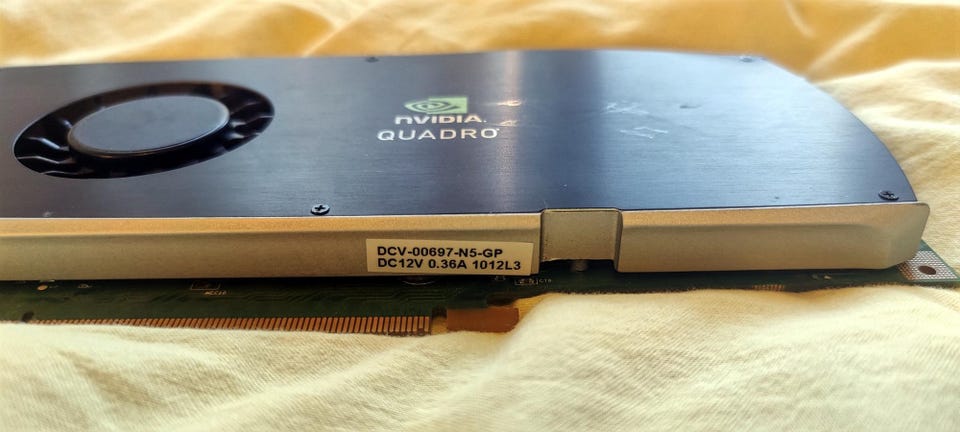 NVIDIA.
QUADRO
DCV-00697-N5-GP
DC12V 0.36A 1012L3